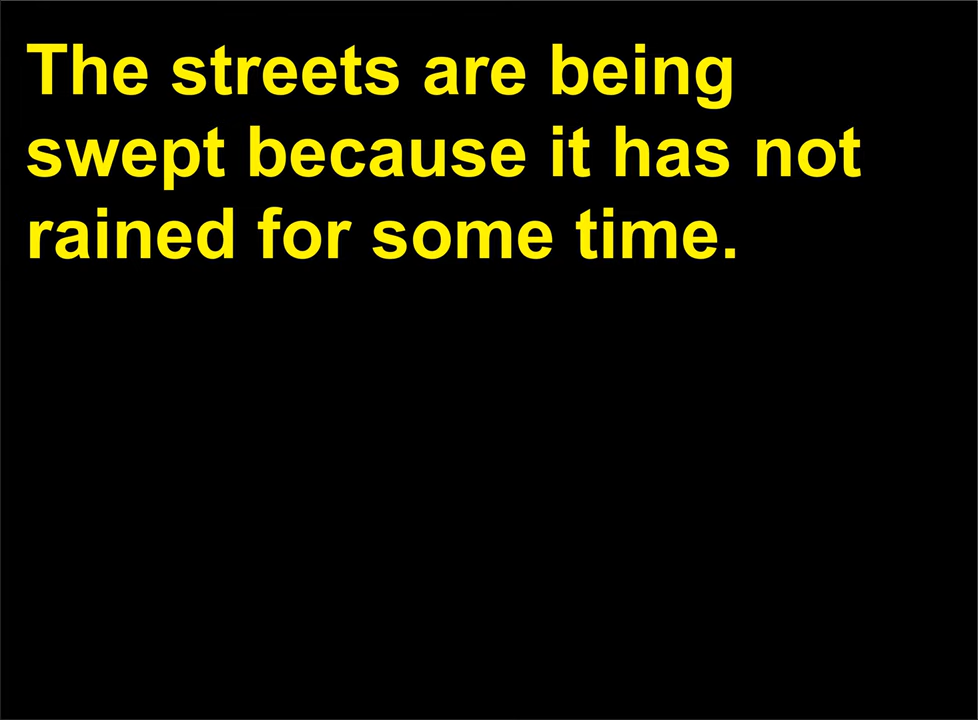 The streets are being
swept because it has not
rained for some time.